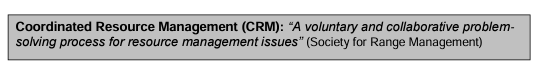 Coordinated Resource Management (CRM): “A voluntary and collaborative problem-
solving process for resource management issues” (Society for Range Management)